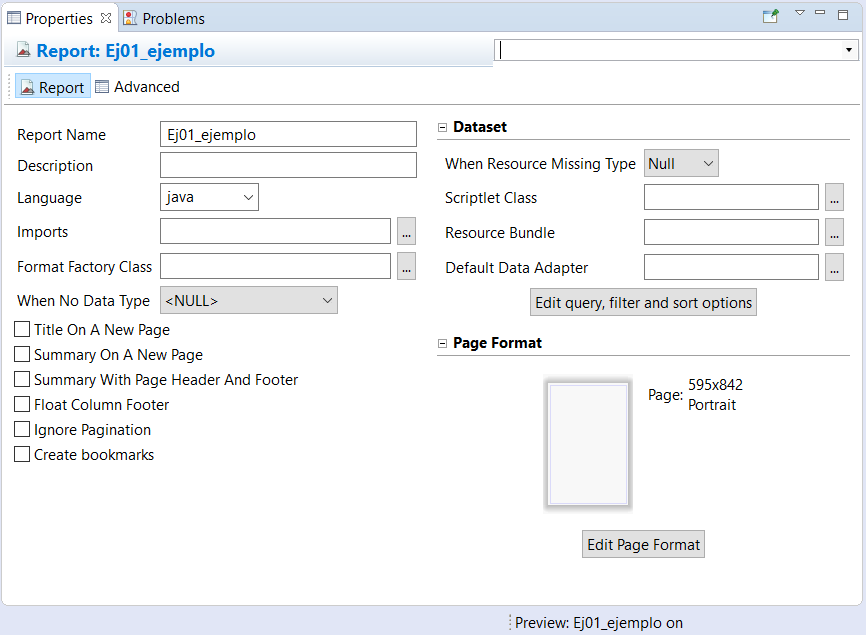 Properties Problems
Report: Ej01_ejemplo
Report Advanced
Report Name Ej01_ejemplo
Description
Language java
Imports ...
Format Factory Class ...
When No Data Type <NULL>
Title On A New Page
Summary On A New Page
Summary With Page Header And Footer
Float Column Footer
Ignore Pagination
Create bookmarks
Dataset
When Resource Missing Type Null
Scriptlet Class ...
Resource Bundle ...
Default Data Adapter ...
Edit query, filter and sort options
Page Format
Page: 595x842
Portrait
Edit Page Format
Preview: Ej01_ejemplo on